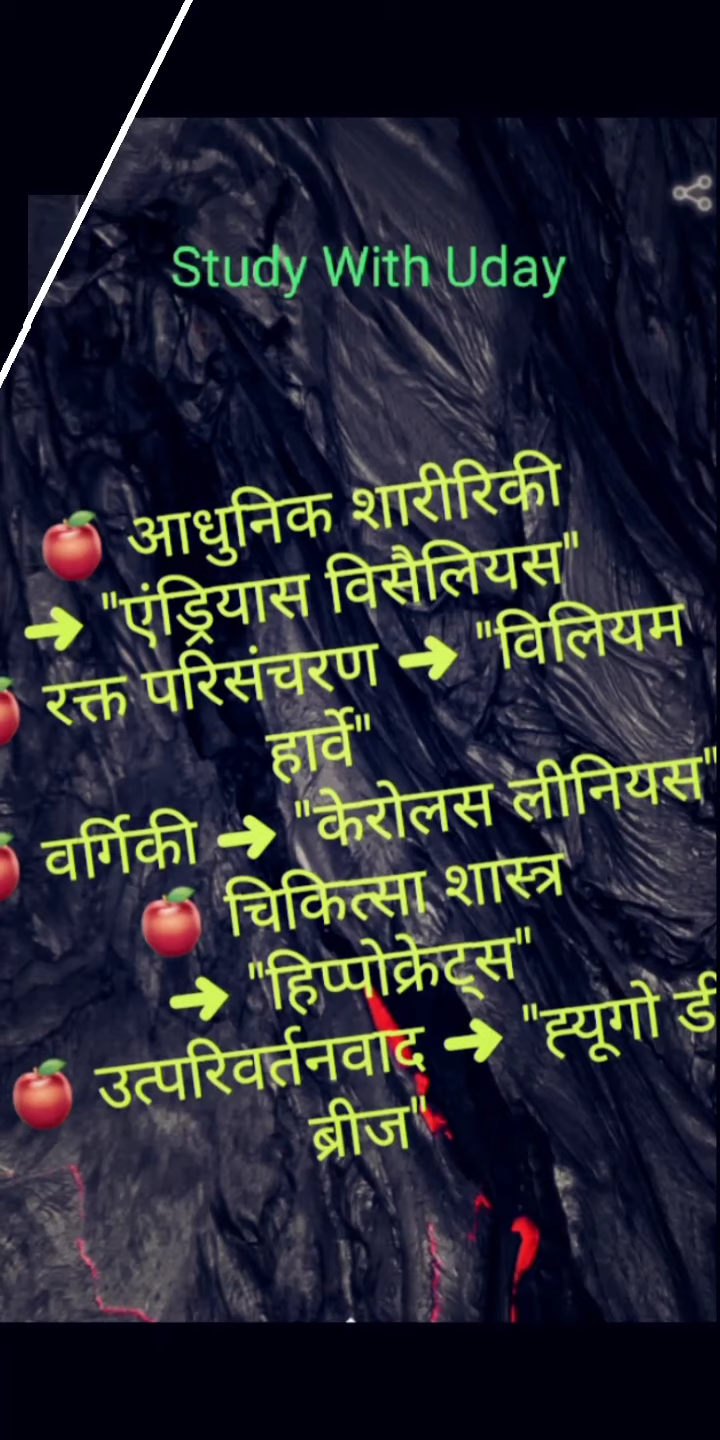 Study With Uday
🍎 आधुनिक शारीरिकी
➔ "एंड्रियास विसैलियस"
🍎 रक्त परिसंचरण ➔ "विलियम
हार्वे"
🍎 वर्गिकी ➔ "केरोलस लीनियस"
🍎 चिकित्सा शास्त्र
➔ "हिप्पोक्रेट्स"
🍎 उत्परिवर्तनवाद ➔ "ह्यूगो डी
ब्रीज"